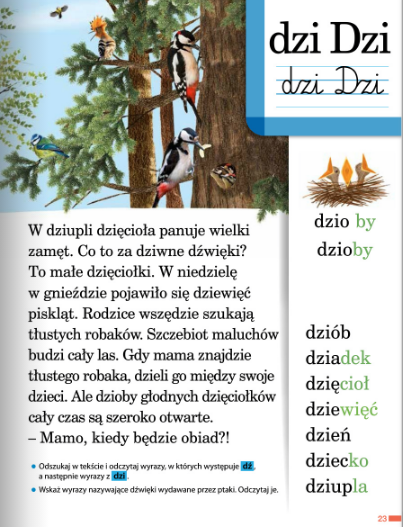 dzi Dzi
dzi Dzi
W dziupli dzięcioła panuje wielki
zamęt. Co to za dziwne dźwięki?
To małe dzięciołki. W niedzielę
w gnieździe pojawiło się dziewięć
piskląt. Rodzice wszędzie szukają
tłustych robaków. Szczebiot maluchów
budzi cały las. Gdy mama znajdzie
tłustego robaka, dzieli go między swoje
dzieci. Ale dzioby głodnych dzięciołków
cały czas są szeroko otwarte.
– Mamo, kiedy będzie obiad?!
• Odszukaj w tekście i odczytaj wyrazy, w których występuje dź,
a następnie wyrazy z dzi.
• Wskaż wyrazy nazywające dźwięki wydawane przez ptaki. Odczytaj je.
dzio by
dzioby
dziób
dziadek
dzięcioł
dziewięć
dzień
dziecko
dziupla
23